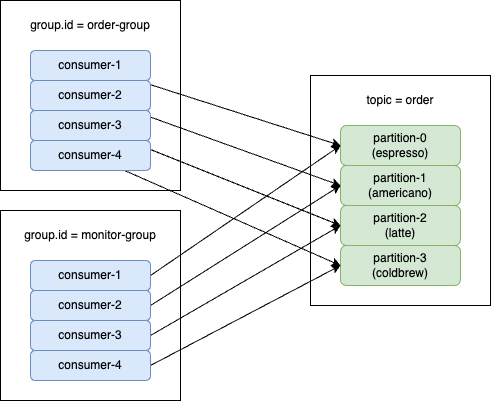 group.id = order-group
consumer-1
consumer-2
consumer-3
consumer-4
group.id = monitor-group
consumer-1
consumer-2
consumer-3
consumer-4
topic = order
partition-0
(espresso)
partition-1
(americano)
partition-2
(latte)
partition-3
(coldbrew)